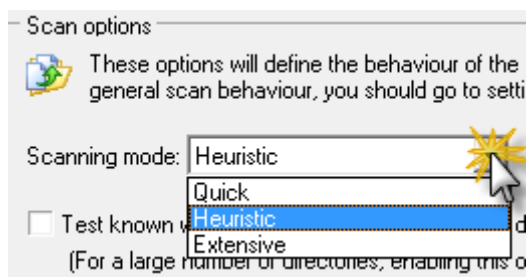 Scan options
These options will define the behaviour of the
general scan behaviour, you should go to setti
Scanning mode: Heuristic
Quick
Heuristic
Test known
Extensive
(For a large number of directories, enabling this